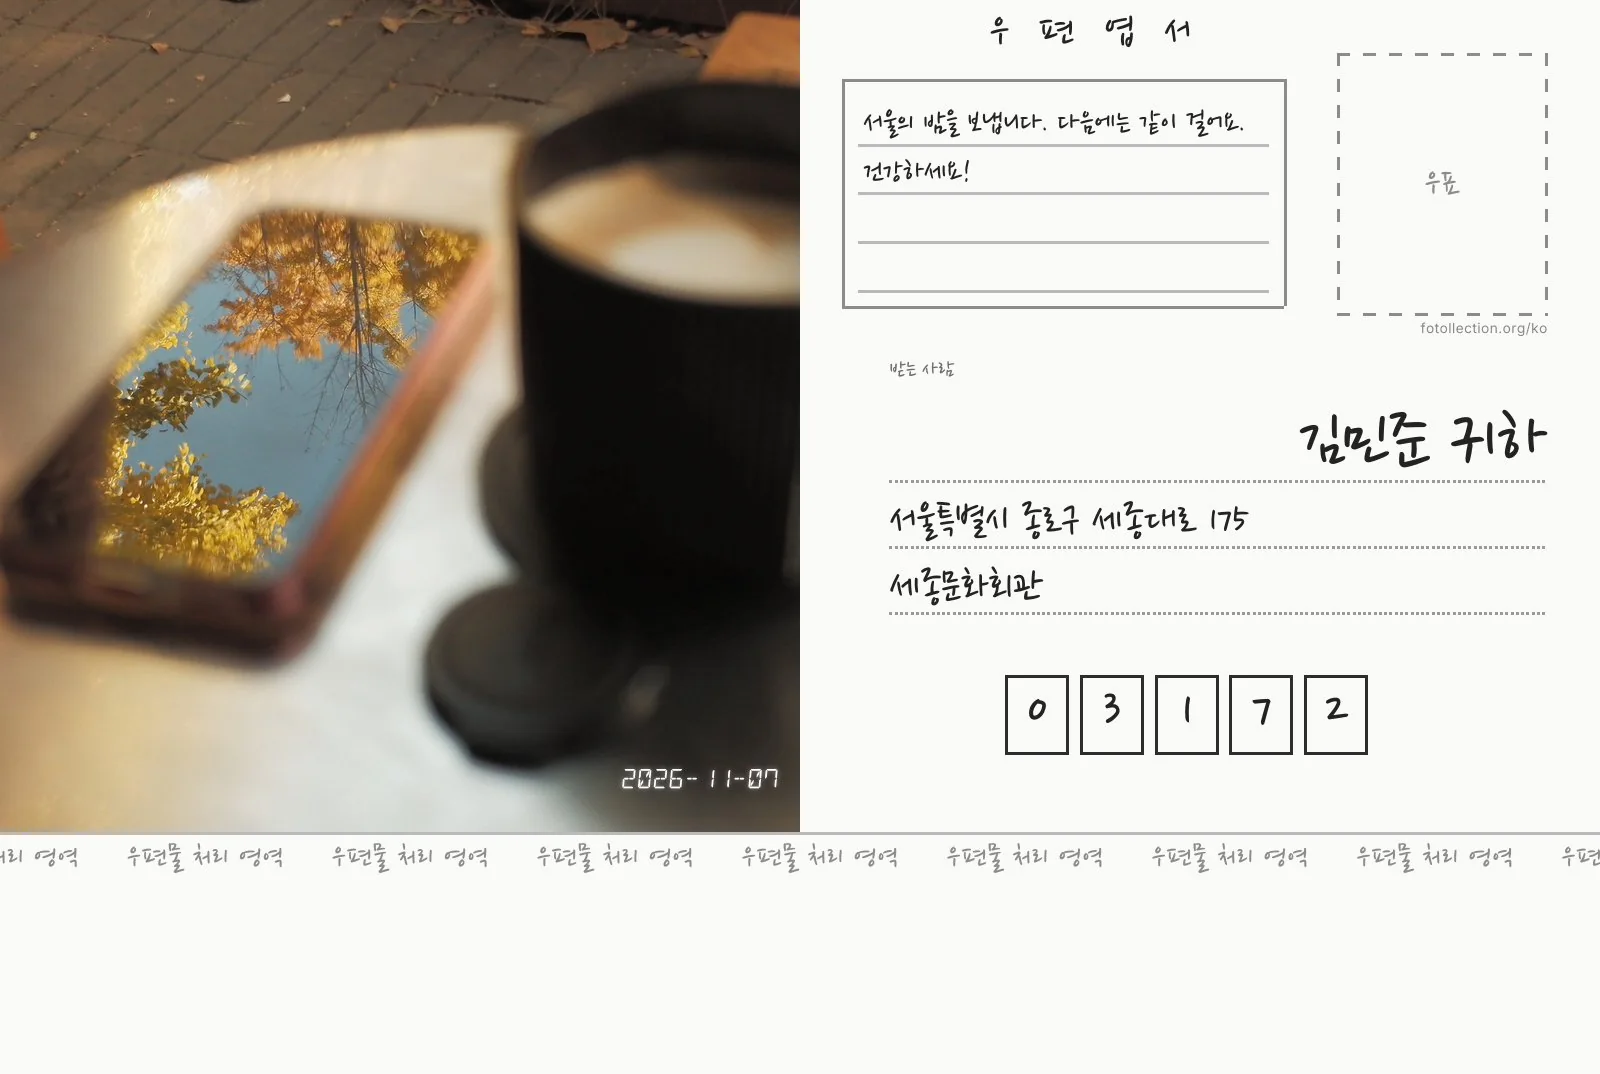 우 편 엽 서
서울의 밤을 보냅니다. 다음에는 같이 걸어요.
건강하세요!
우표
fotollection.org/ko
받는 사람
김민준 귀하
서울특별시 종로구 세종대로 175
세종문화회관
0 3 1 7 2
2026-11-07
처리 영역 우편물 처리 영역 우편물 처리 영역 우편물 처리 영역 우편물 처리 영역 우편물 처리 영역 우편물 처리 영역 우편물 처리 영역 우편